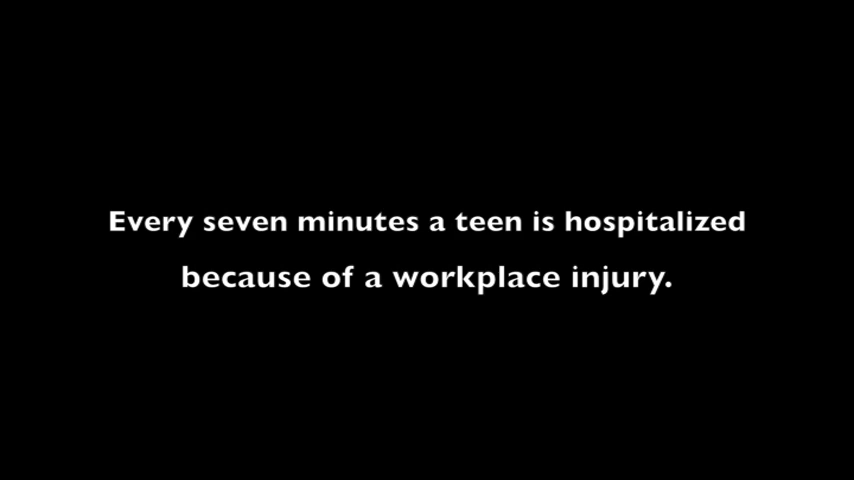 Every seven minutes a teen is hospitalized
because of a workplace injury.